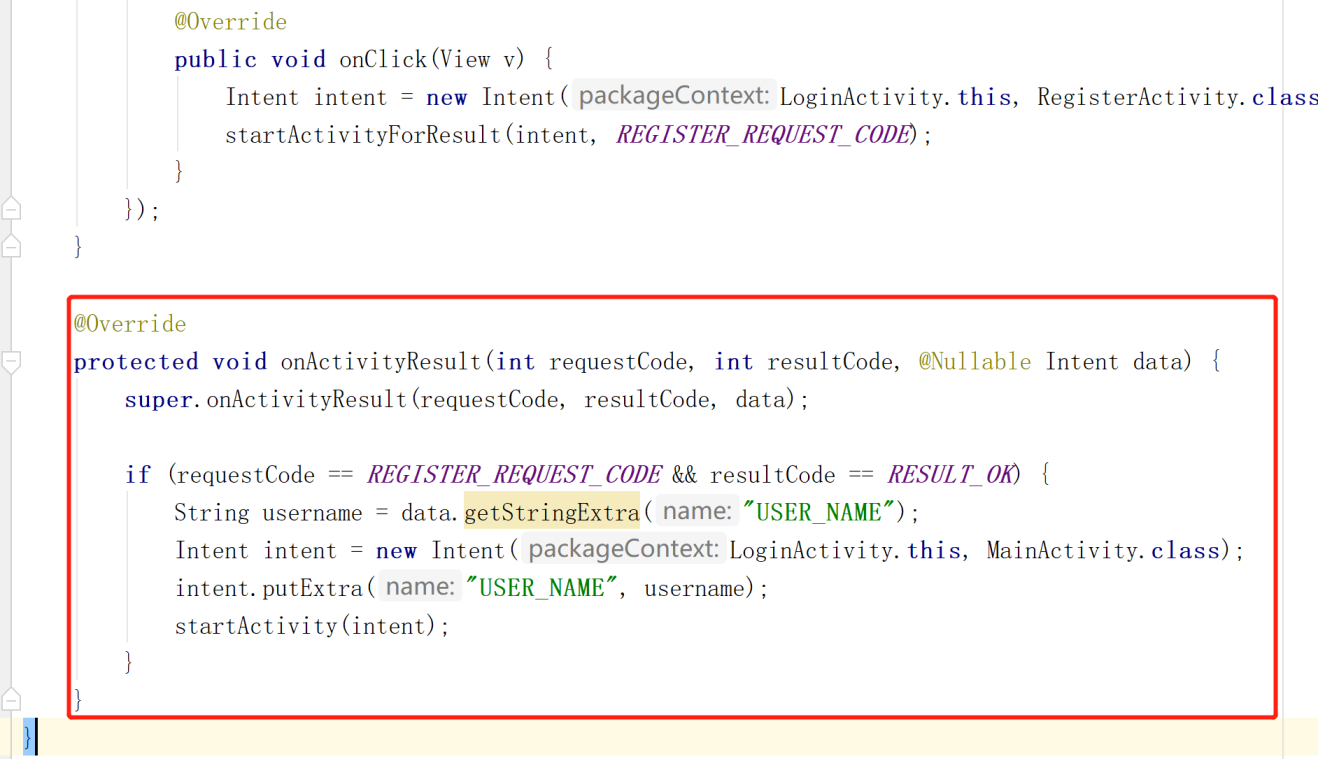 @Override
public void onClick(View v) {
Intent intent = new Intent( packageContext: LoginActivity.this, RegisterActivity.class
startActivityForResult(intent, REGISTER_REQUEST_CODE);
}
});
}
@Override
protected void onActivityResult(int requestCode, int resultCode, @Nullable Intent data) {
super.onActivityResult(requestCode, resultCode, data);
if (requestCode == REGISTER_REQUEST_CODE && resultCode == RESULT_OK) {
String username = data.getStringExtra( name: "USER_NAME");
Intent intent = new Intent( packageContext: LoginActivity.this, MainActivity.class);
intent.putExtra( name: "USER_NAME", username);
startActivity(intent);
}
}
}